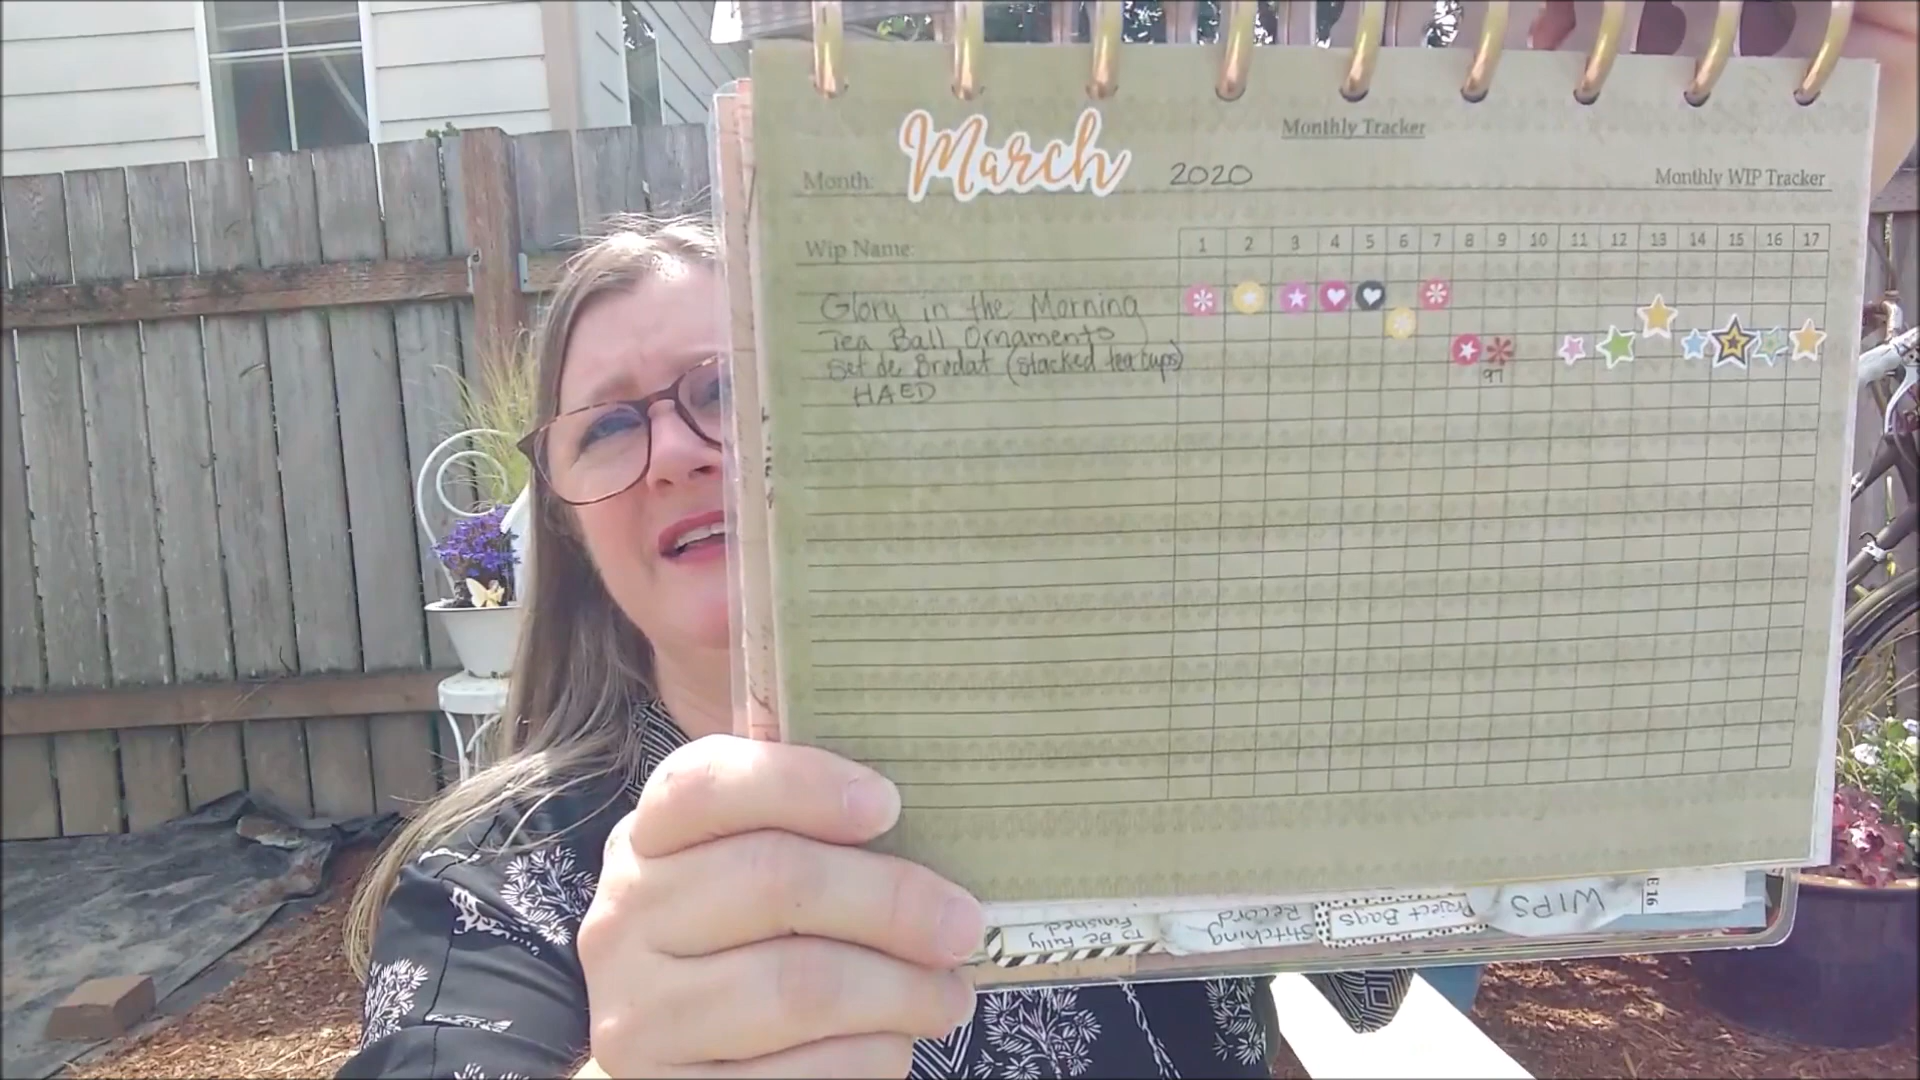 Monthly Tracker
Month: March 2020 Monthly WIP Tracker
Wip Name: 1 2 3 4 5 6 7 8 9 10 11 12 13 14 15 16 17
Glory in the Morning
Tea Ball Ornaments
Set de Brodat (stacked tea cups)
97
HAED
To Be Fully Finished
Stitching Record
Project Bags
WIPS
E 16